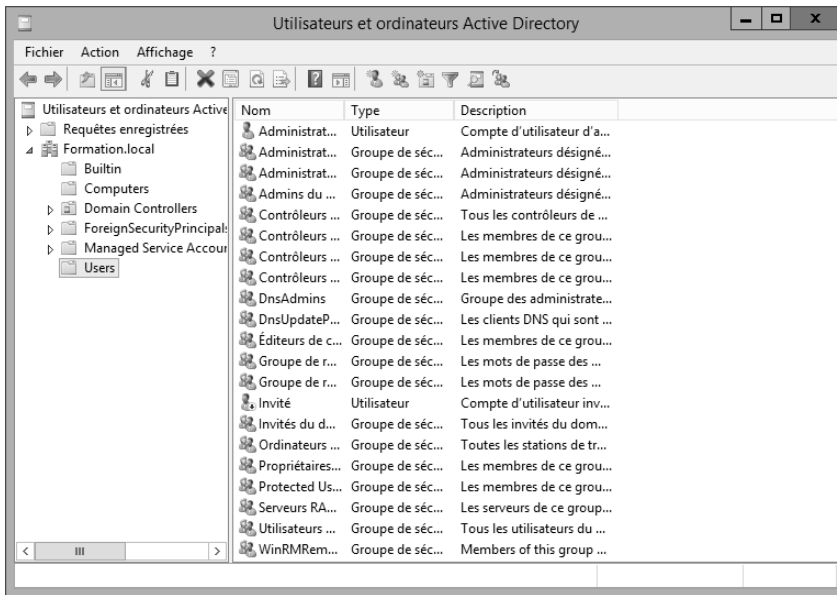 Utilisateurs et ordinateurs Active Directory
Fichier Action Affichage ?
Utilisateurs et ordinateurs Active
Requêtes enregistrées
Formation.local
Builtin
Computers
Domain Controllers
ForeignSecurityPrincipals
Managed Service Accour
Users
Nom Type Description
Administrat... Utilisateur Compte d'utilisateur d'a...
Administrat... Groupe de séc... Administrateurs désigné...
Administrat... Groupe de séc... Administrateurs désigné...
Admins du ... Groupe de séc... Administrateurs désigné...
Contrôleurs ... Groupe de séc... Tous les contrôleurs de ...
Contrôleurs ... Groupe de séc... Les membres de ce grou...
Contrôleurs ... Groupe de séc... Les membres de ce grou...
Contrôleurs ... Groupe de séc... Les membres de ce grou...
DnsAdmins Groupe de séc... Groupe des administrate...
DnsUpdateP... Groupe de séc... Les clients DNS qui sont ...
Éditeurs de c... Groupe de séc... Les membres de ce grou...
Groupe de r... Groupe de séc... Les mots de passe des ...
Groupe de r... Groupe de séc... Les mots de passe des ...
Invité Utilisateur Compte d'utilisateur inv...
Invités du d... Groupe de séc... Tous les invités du dom...
Ordinateurs ... Groupe de séc... Toutes les stations de tr...
Propriétaires... Groupe de séc... Les membres de ce grou...
Protected Us... Groupe de séc... Les membres de ce grou...
Serveurs RA... Groupe de séc... Les serveurs de ce group...
Utilisateurs ... Groupe de séc... Tous les utilisateurs du ...
WinRMRem... Groupe de séc... Members of this group ...